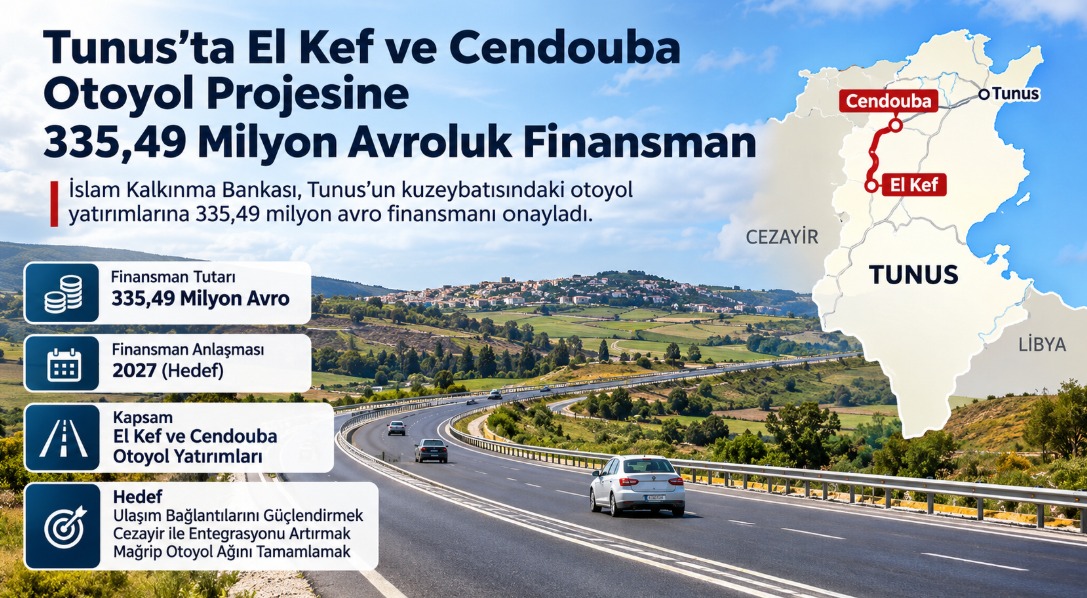 Tunus’ta El Kef ve Cendouba
Otoyol Projesine
335,49 Milyon Avroluk Finansman
İslam Kalkınma Bankası, Tunus’un kuzeybatısındaki otoyol
yatırımlarına 335,49 milyon avro finansmanı onayladı.
Finansman Tutarı
335,49 Milyon Avro
Finansman Anlaşması
2027 (Hedef)
Kapsam
El Kef ve Cendouba
Otoyol Yatırımları
Hedef
Ulaşım Bağlantılarını Güçlendirmek
Cezayir ile Entegrasyonu Artırmak
Mağrip Otoyol Ağını Tamamlamak
Tunus
Cendouba
El Kef
CEZAYİR
TUNUS
LİBYA